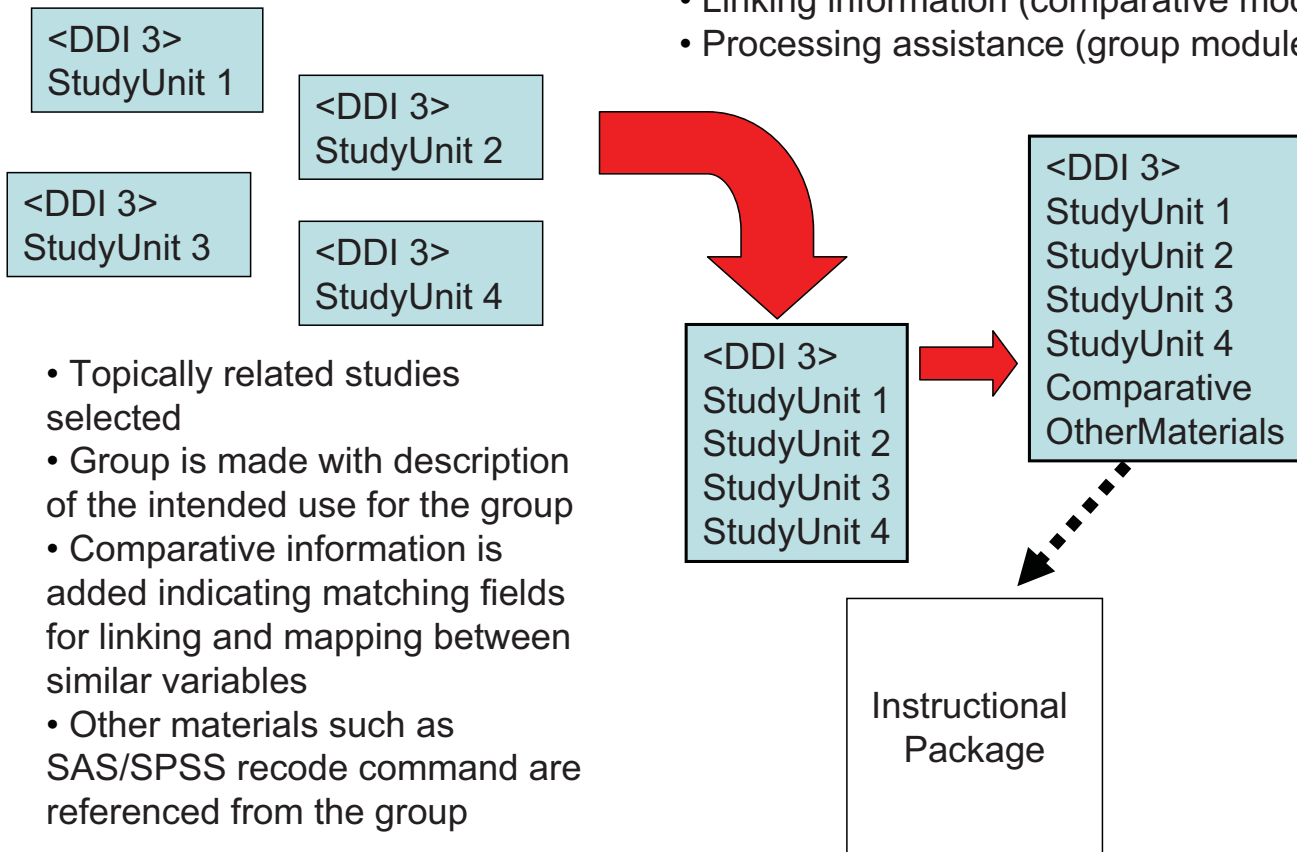 • Linking information (comparative
• Processing assistance (group
<DDI 3>
StudyUnit 1
<DDI 3>
StudyUnit 2
<DDI 3>
StudyUnit 3
<DDI 3>
StudyUnit 4
<DDI 3>
StudyUnit 1
StudyUnit 2
StudyUnit 3
StudyUnit 4
<DDI 3>
StudyUnit 1
StudyUnit 2
StudyUnit 3
StudyUnit 4
Comparative
OtherMaterials
• Topically related studies
selected
• Group is made with description
of the intended use for the group
• Comparative information is
added indicating matching fields
for linking and mapping between
similar variables
• Other materials such as
SAS/SPSS recode command are
referenced from the group
Instructional
Package